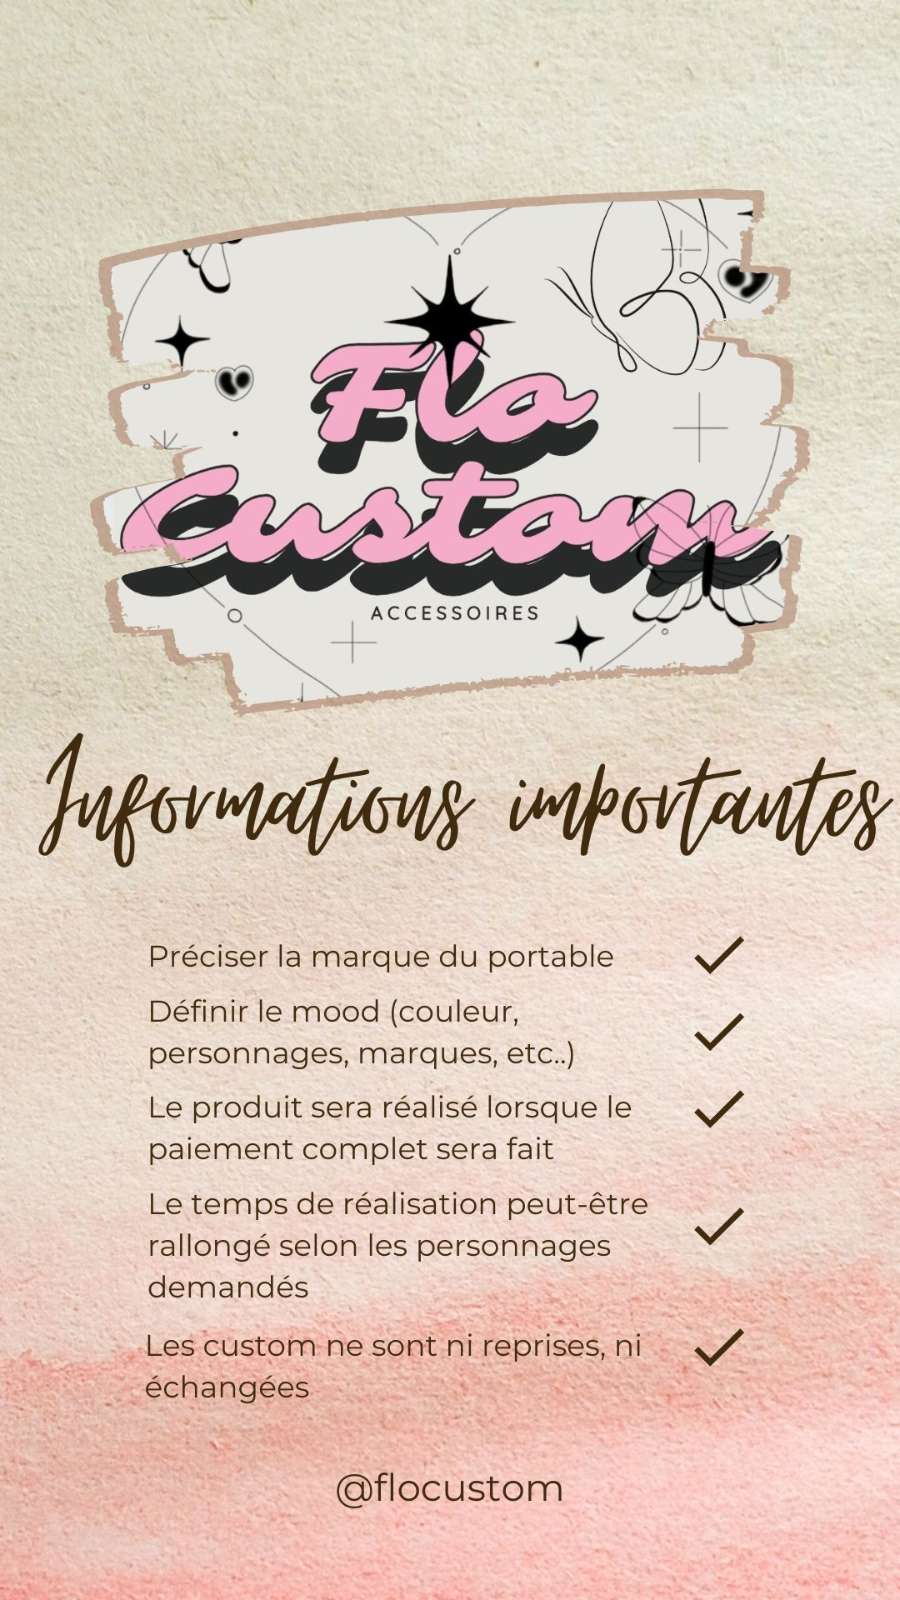 Flo
Custom
ACCESSOIRES
Informations importantes
Préciser la marque du portable
Définir le mood (couleur,
personnages, marques, etc..)
Le produit sera réalisé lorsque le
paiement complet sera fait
Le temps de réalisation peut-être
rallongé selon les personnages
demandés
Les custom ne sont ni reprises, ni
échangées
@flocustom